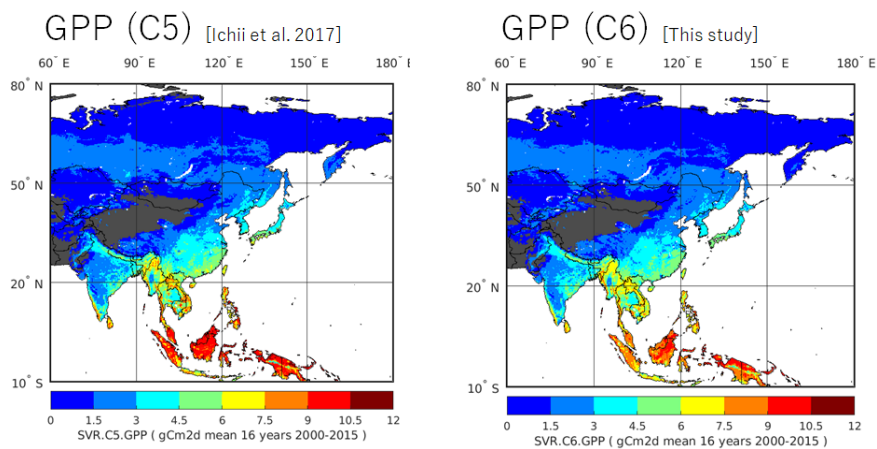 GPP (C5) [Ichii et al. 2017]
60° E 90° E 120° E 150° E 180° E
80° N
50° N
20° N
10° S
0 1.5 3 4.5 6 7.5 9 10.5 12
SVR.C5.GPP ( gCm2d mean 16 years 2000-2015 )
GPP (C6) [This study]
60° E 90° E 120° E 150° E 180° E
80° N
50° N
20° N
10° S
0 1.5 3 4.5 6 7.5 9 10.5 12
SVR.C6.GPP ( gCm2d mean 16 years 2000-2015 )